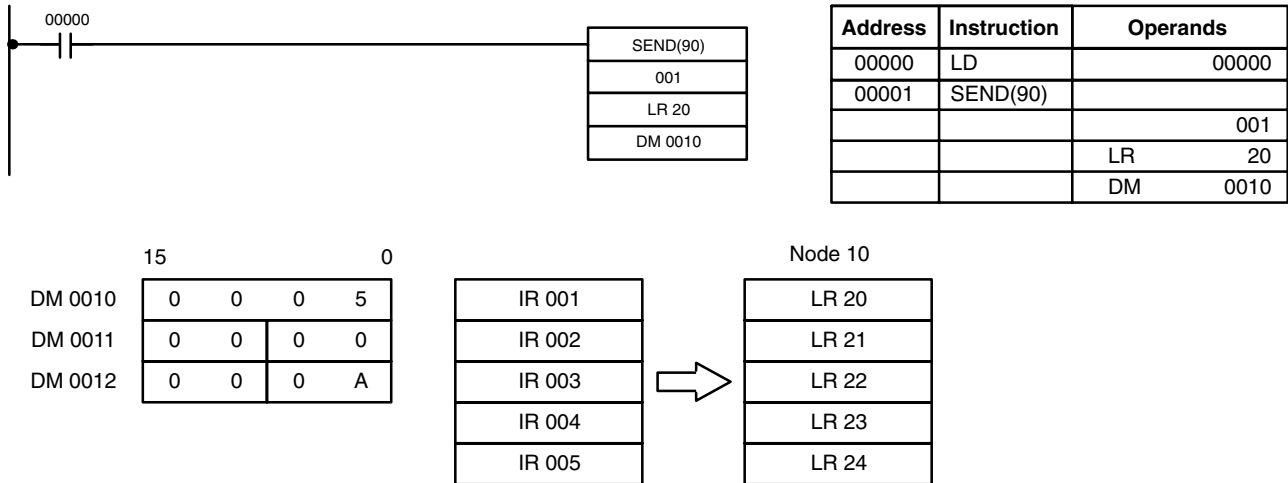 00000
SEND(90)
001
LR 20
DM 0010
Address Instruction Operands
00000 LD 00000
00001 SEND(90)
001
LR 20
DM 0010
15 0
DM 0010 0 0 0 5
DM 0011 0 0 0 0
DM 0012 0 0 0 A
IR 001
IR 002
IR 003
IR 004
IR 005
Node 10
LR 20
LR 21
LR 22
LR 23
LR 24